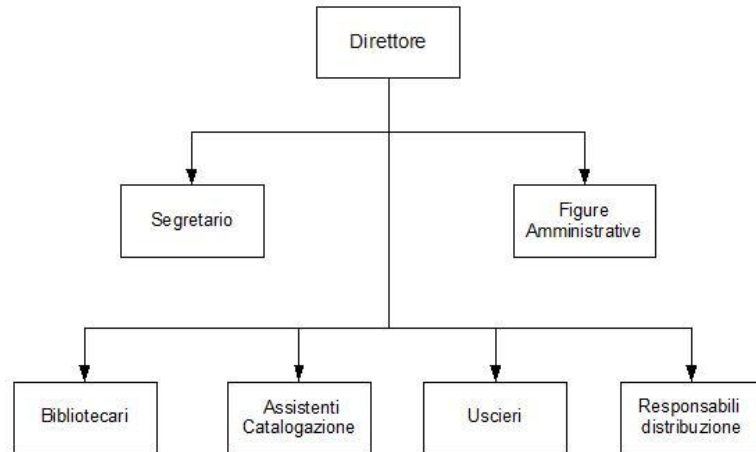 Direttore
Segretario
Figure
Amministrative
Bibliotecari
Assistenti
Catalogazione
Uscieri
Responsabili
distribuzione